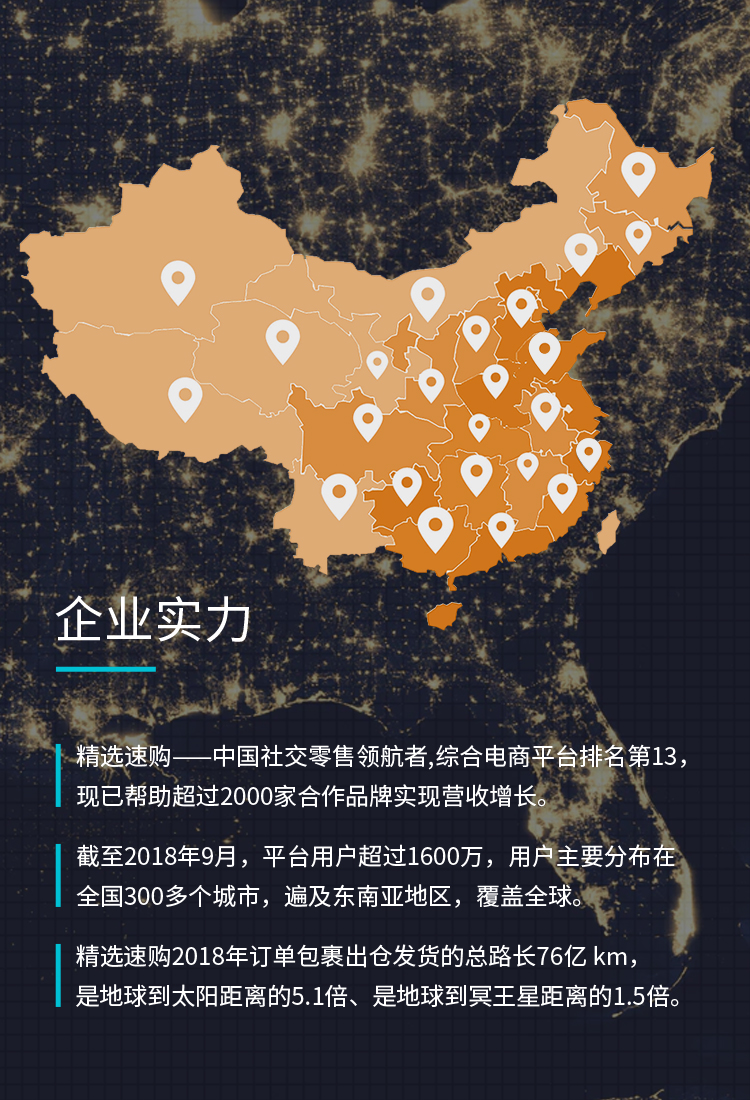 企业实力
精选速购——中国社交零售领航者,综合电商平台排名第13，
现已帮助超过2000家合作品牌实现营收增长。
截至2018年9月，平台用户超过1600万，用户主要分布在
全国300多个城市，遍及东南亚地区，覆盖全球。
精选速购2018年订单包裹出仓发货的总路长76亿 km，
是地球到太阳距离的5.1倍、是地球到冥王星距离的1.5倍。